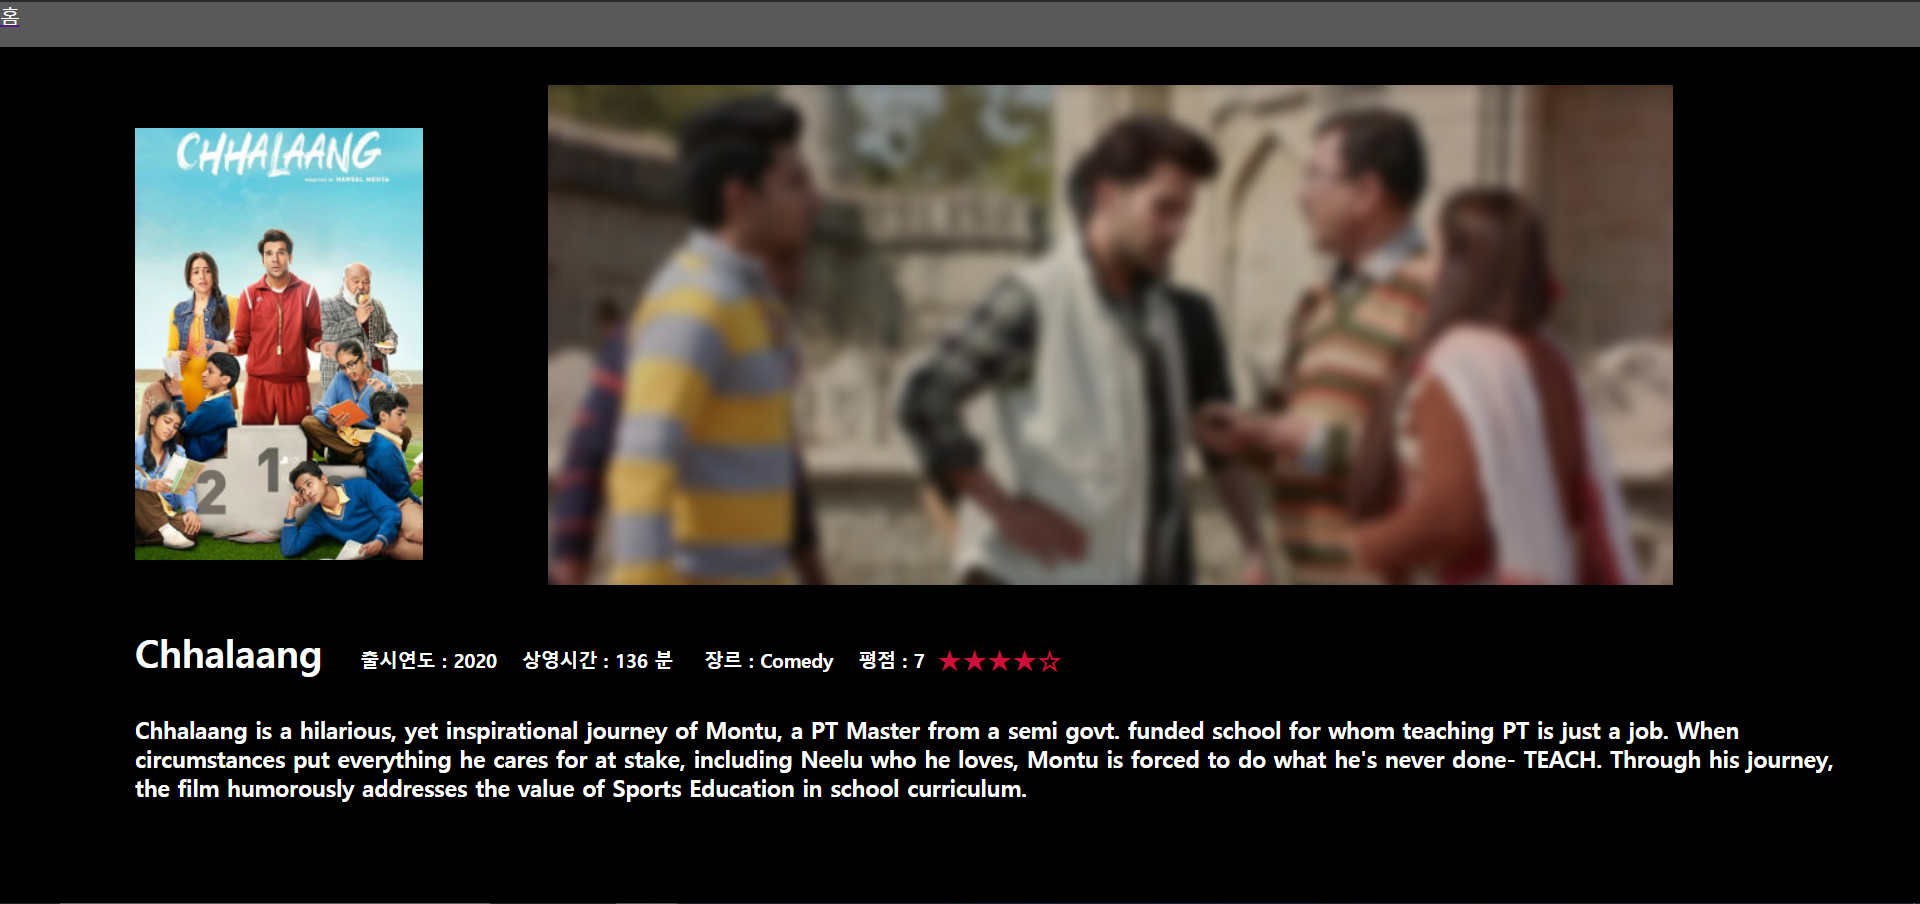 홈
CHHALAANG
DIRECTED BY HANSAL MEHTA
2 1
Chhalaang 출시연도 : 2020 상영시간 : 136 분 장르 : Comedy 평점 : 7 ★★★★☆
Chhalaang is a hilarious, yet inspirational journey of Montu, a PT Master from a semi govt. funded school for whom teaching PT is just a job. When
circumstances put everything he cares for at stake, including Neelu who he loves, Montu is forced to do what he's never done- TEACH. Through his journey,
the film humorously addresses the value of Sports Education in school curriculum.